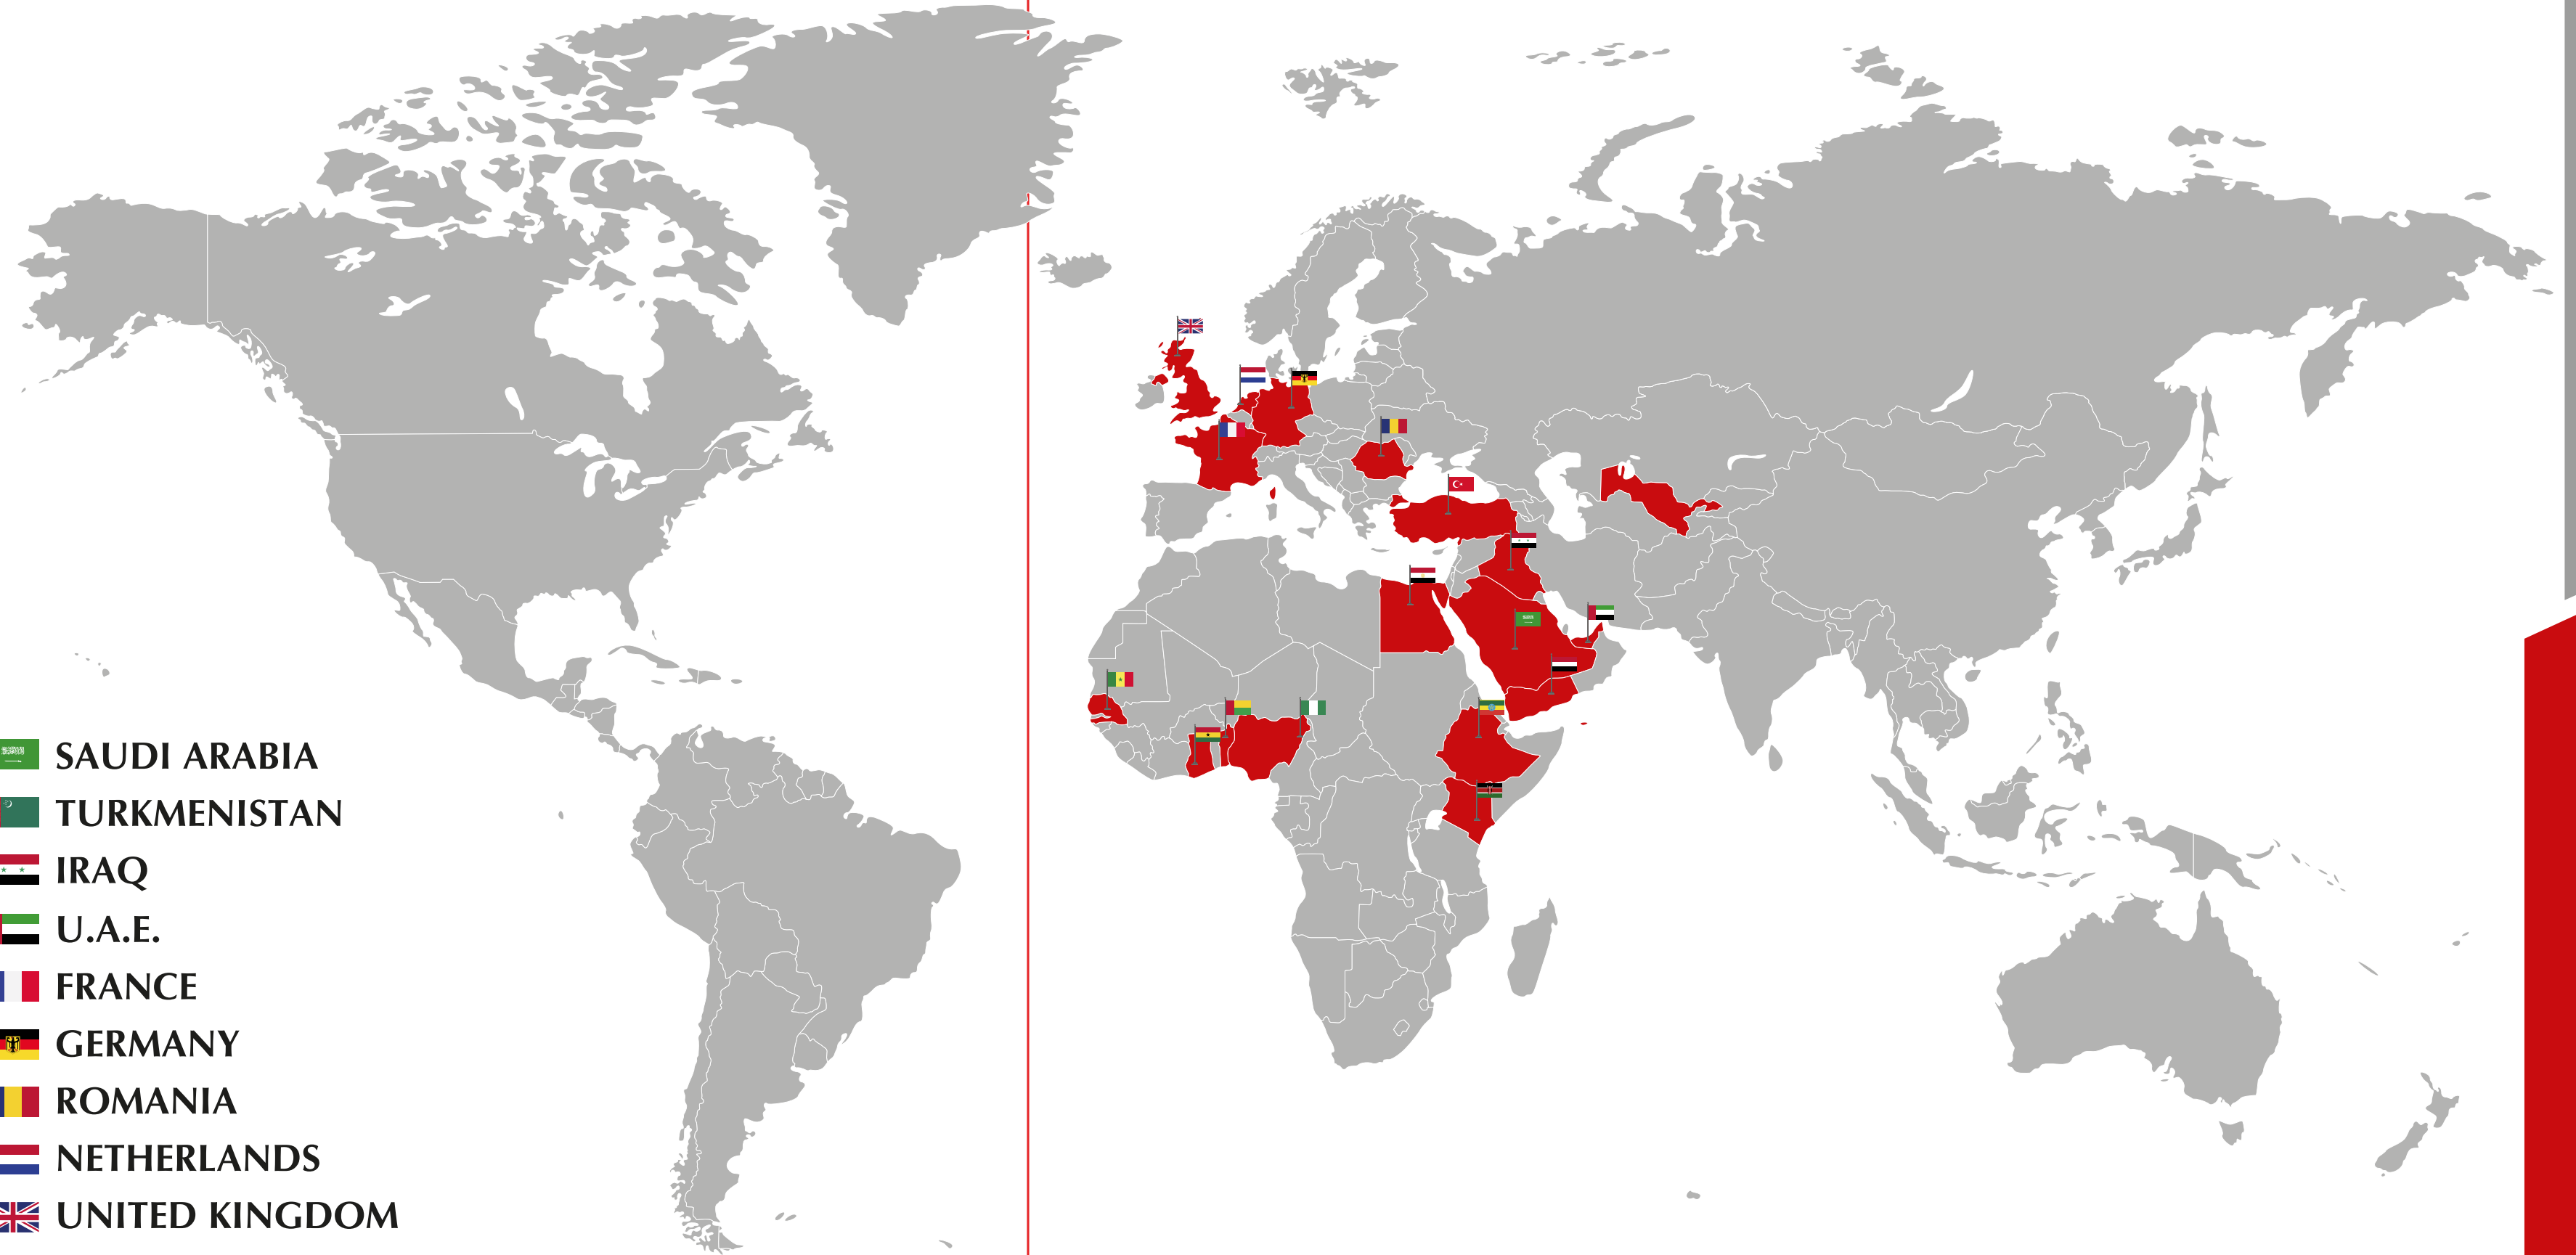 SAUDI ARABIA
TURKMENISTAN
IRAQ
U.A.E.
FRANCE
GERMANY
ROMANIA
NETHERLANDS
UNITED KINGDOM